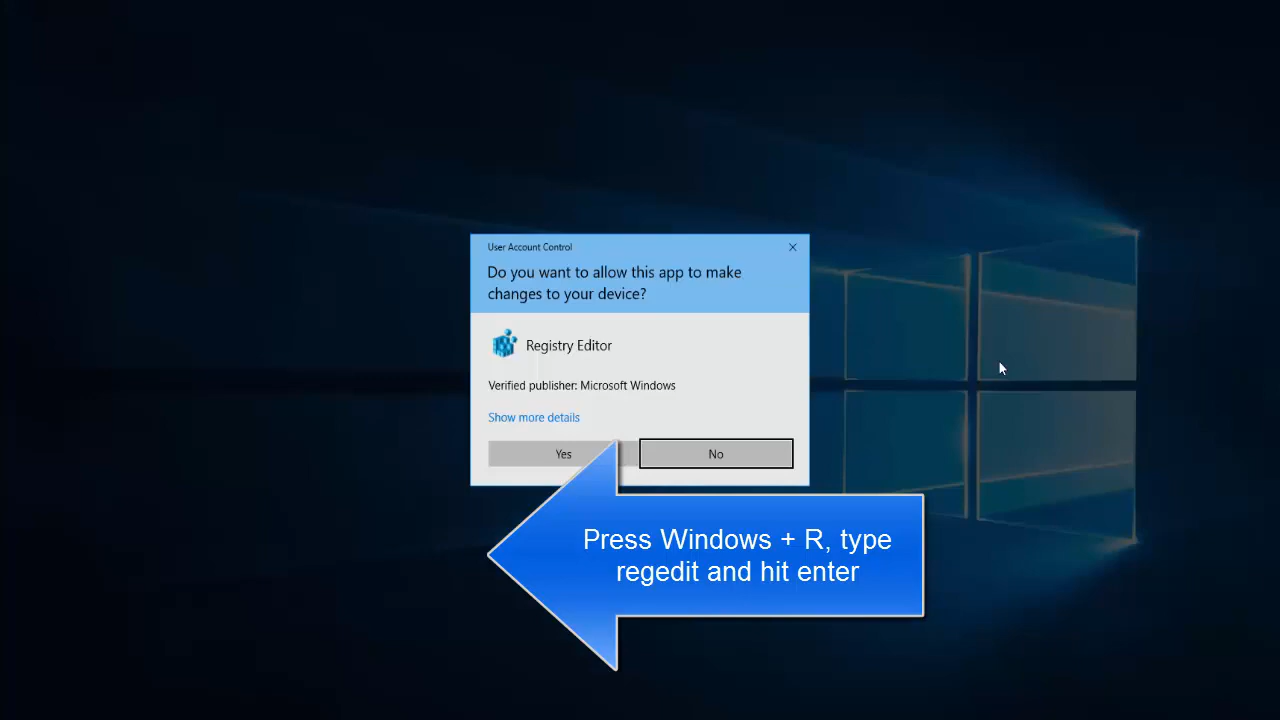 User Account Control
Do you want to allow this app to make
changes to your device?
Registry Editor
Verified publisher: Microsoft Windows
Show more details
Yes
No
Press Windows + R, type
regedit and hit enter